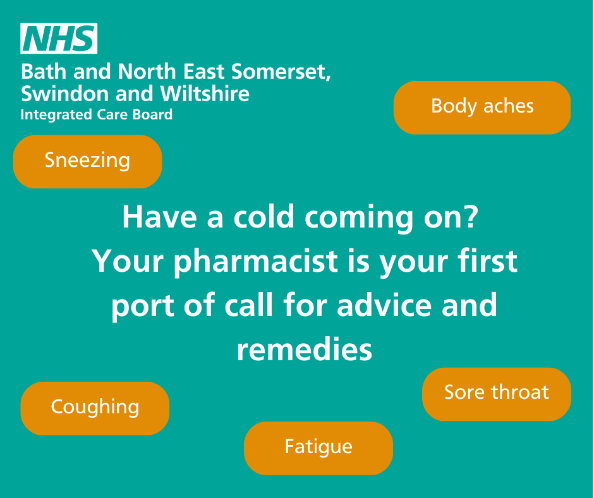 NHS
Bath and North East Somerset,
Swindon and Wiltshire
Integrated Care Board
Body aches
Sneezing
Have a cold coming on?
Your pharmacist is your first
port of call for advice and
remedies
Sore throat
Coughing
Fatigue